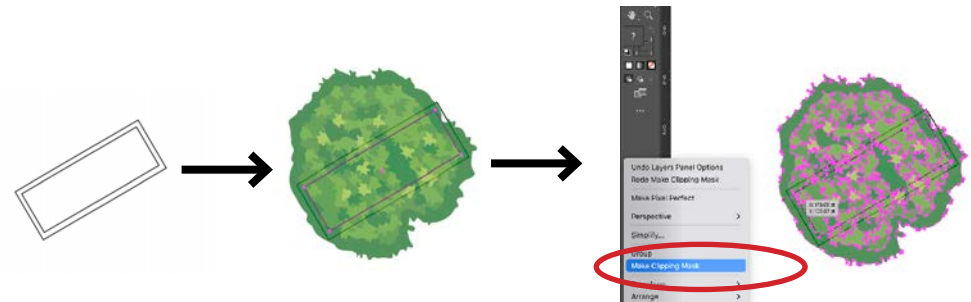 ?
Undo Layers Panel Options
Redo Make Clipping Mask
Make Pixel Perfect
Perspective >
Simplify...
Group
Make Clipping Mask
Arrange >